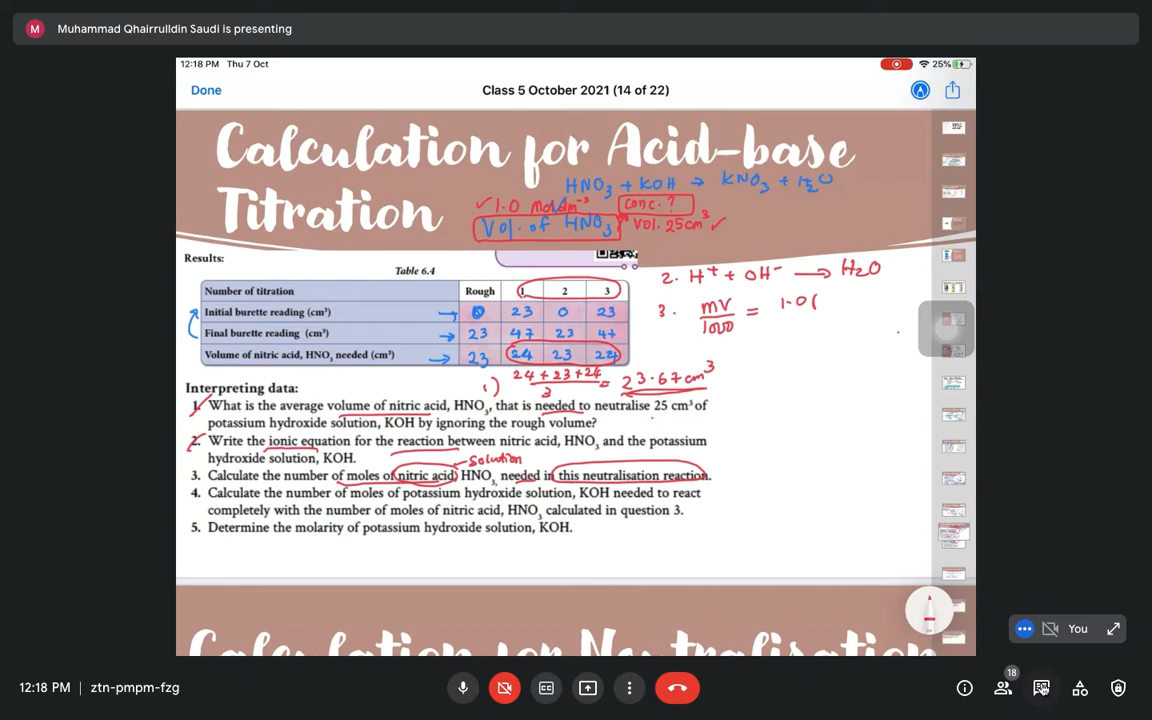 M Muhammad Qhairrulldin Saudi is presenting
12:18 PM Thu 7 Oct
25%
Done
Class 5 October 2021 (14 of 22)
Calculation for Acid-base
Titration
HNO₃ + KOH → KNO₃ + H₂O
✓ 1.0 mol dm⁻³
conc. ?
Vol. of HNO₃
Vol. 25cm³ ✓
Results:
Table 6.4
Number of titration Rough 1 2 3
Initial burette reading (cm³) 0 23 0 23
Final burette reading (cm³) 23 47 23 47
Volume of nitric acid, HNO₃ needed (cm³) 23 24 23 24
2. H⁺ + OH⁻ → H₂O
3. MV/1000 = 1.0(
1) 24 + 23 + 24 / 3 = 23.67cm³
Interpreting data:
1. What is the average volume of nitric acid, HNO₃, that is needed to neutralise 25 cm³ of
potassium hydroxide solution, KOH by ignoring the rough volume?
2. Write the ionic equation for the reaction between nitric acid, HNO₃ and the potassium
hydroxide solution, KOH.
solution
3. Calculate the number of moles of nitric acid, HNO₃, needed in this neutralisation reaction.
4. Calculate the number of moles of potassium hydroxide solution, KOH needed to react
completely with the number of moles of nitric acid, HNO₃ calculated in question 3.
5. Determine the molarity of potassium hydroxide solution, KOH.
Calculation for Neutralisation
You
12:18 PM | ztn-pmpm-fzg
18